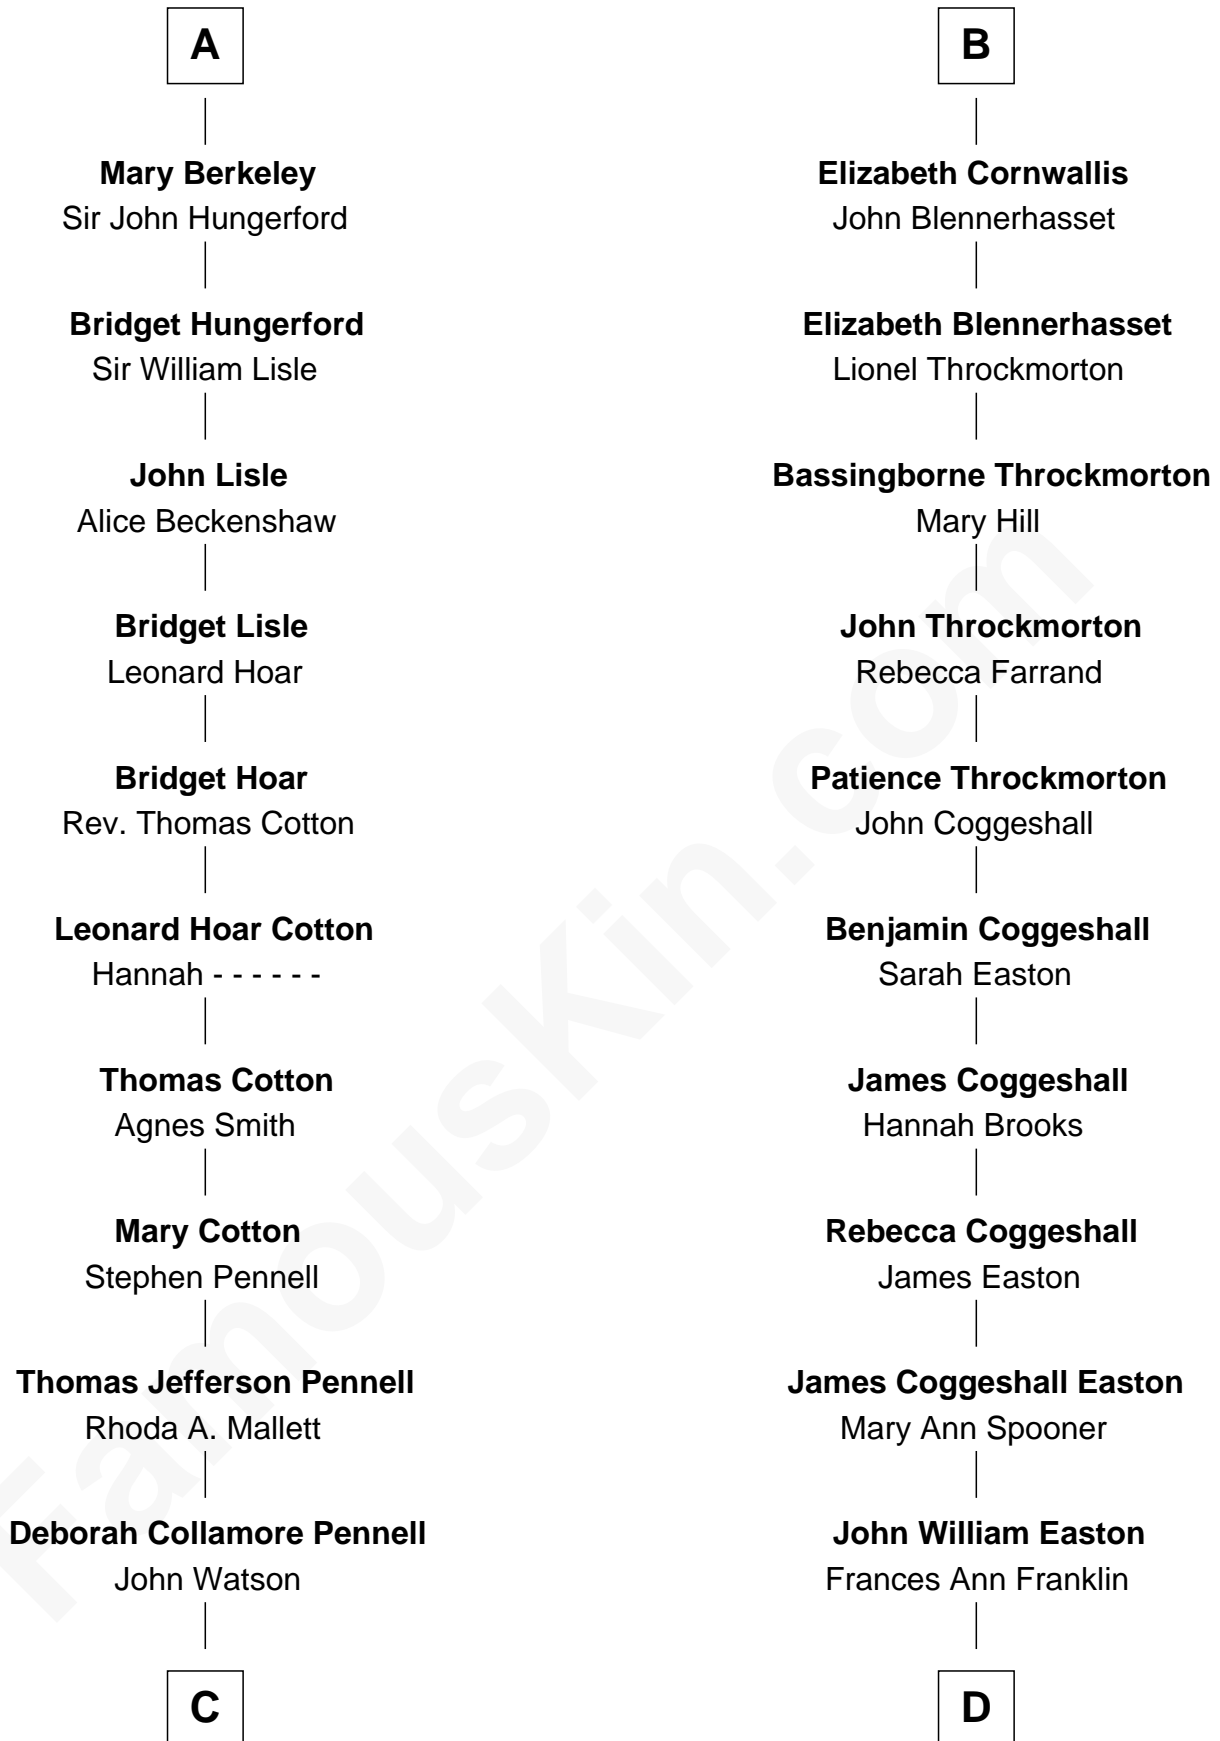 A
Mary Berkeley
Sir John Hungerford
Bridget Hungerford
Sir William Lisle
John Lisle
Alice Beckenshaw
Bridget Lisle
Leonard Hoar
Bridget Hoar
Rev. Thomas Cotton
Leonard Hoar Cotton
Hannah - - - - - -
Thomas Cotton
Agnes Smith
Mary Cotton
Stephen Pennell
Thomas Jefferson Pennell
Rhoda A. Mallett
Deborah Collamore Pennell
John Watson
C
B
Elizabeth Cornwallis
John Blennerhasset
Elizabeth Blennerhasset
Lionel Throckmorton
Bassingborne Throckmorton
Mary Hill
John Throckmorton
Rebecca Farrand
Patience Throckmorton
John Coggeshall
Benjamin Coggeshall
Sarah Easton
James Coggeshall
Hannah Brooks
Rebecca Coggeshall
James Easton
James Coggeshall Easton
Mary Ann Spooner
John William Easton
Frances Ann Franklin
D
FamousKin.com